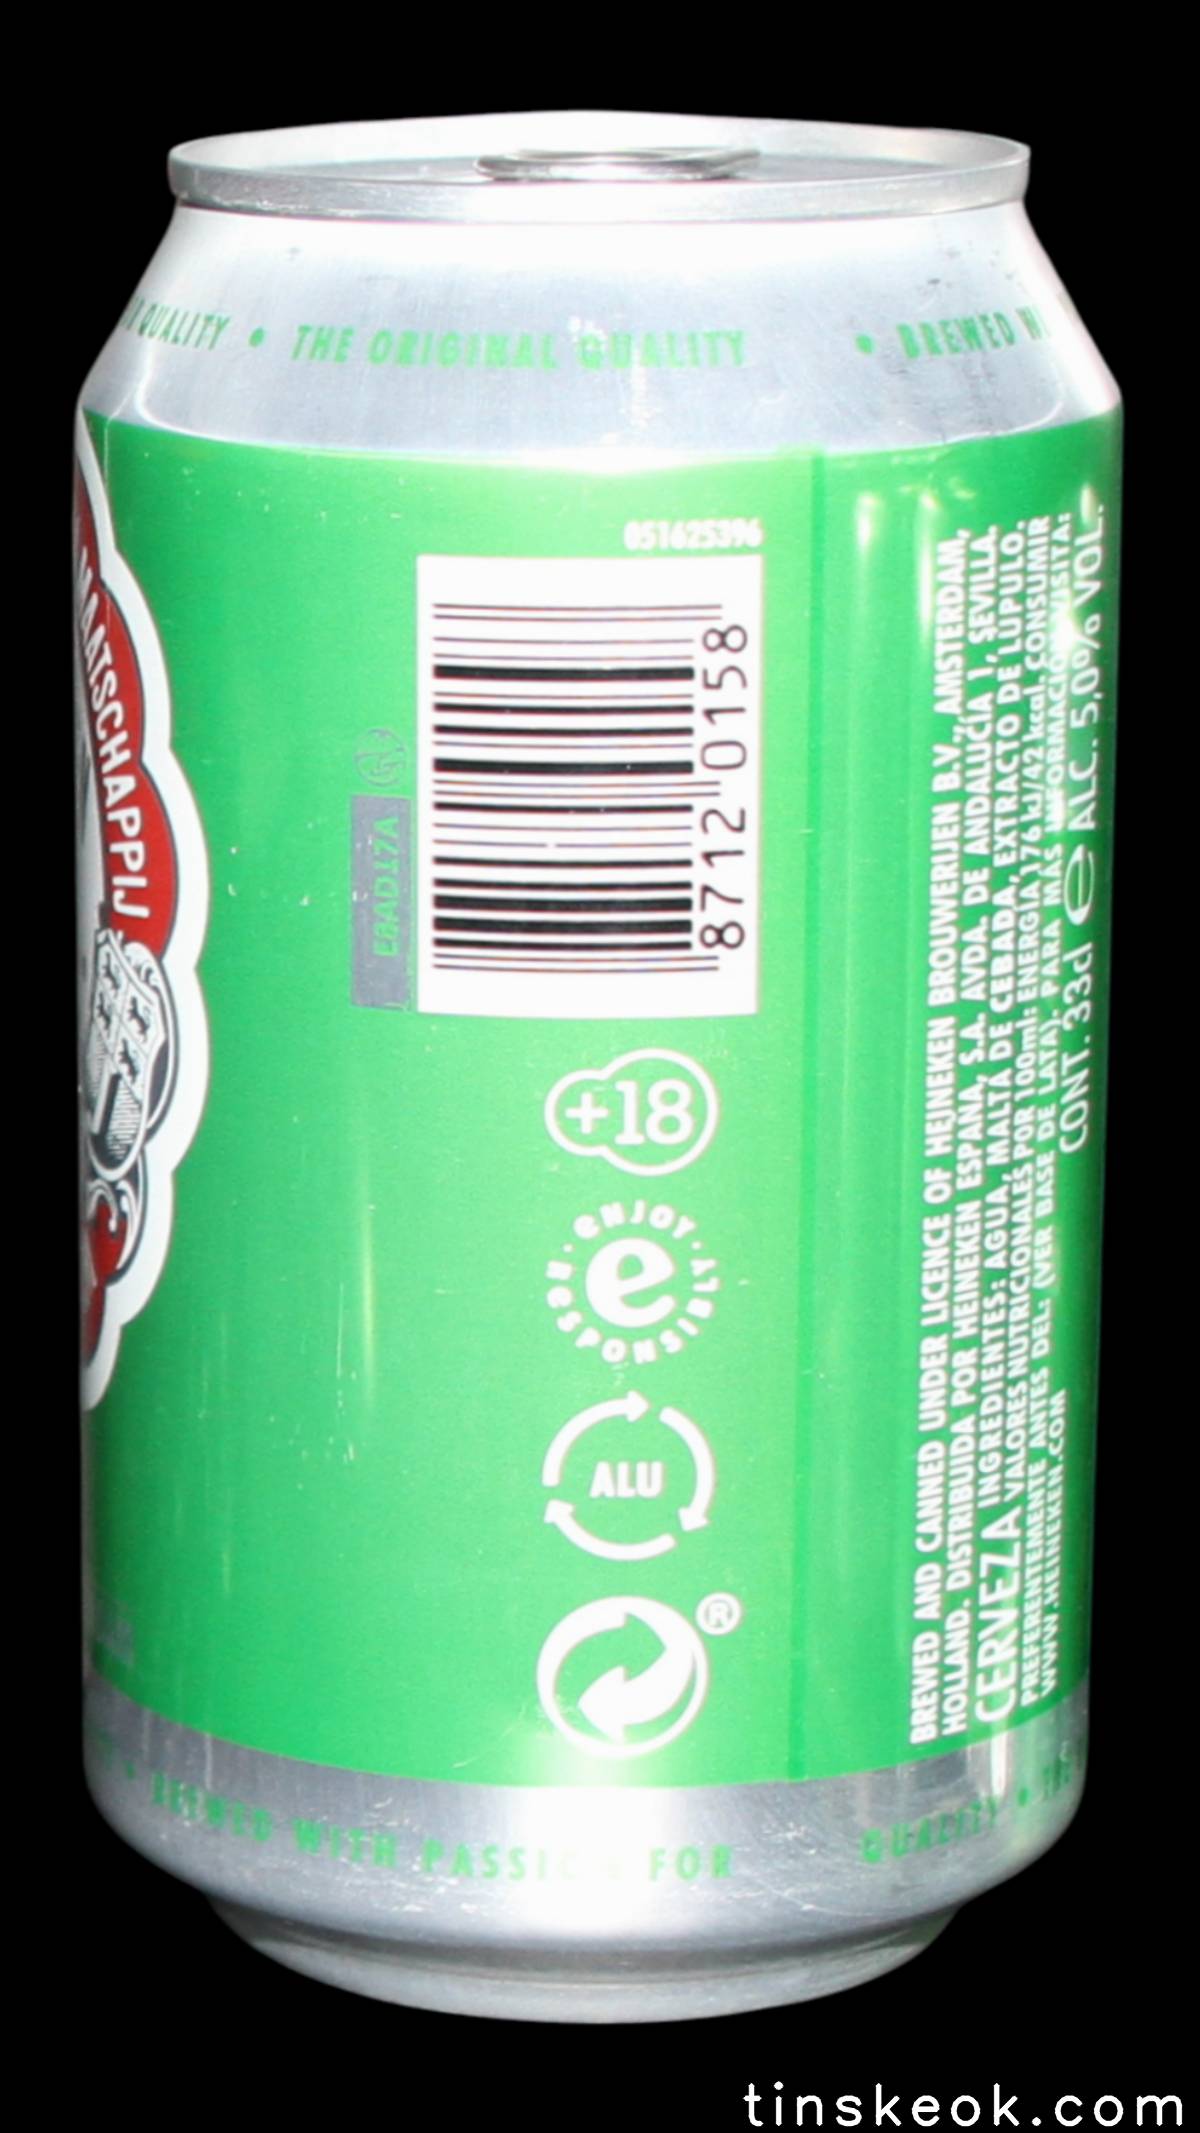 QUALITY • THE ORIGINAL QUALITY
• BREWED WI
MAATSCHAPPIJ
051625396
8712 0158
+18
ENJOY
e
RESPONSIBLY
ALU
®
BREWED AND CANNED UNDER LICENCE OF HEINEKEN BROUWERIJEN B.V., AMSTERDAM,
HOLLAND. DISTRIBUIDA POR HEINEKEN ESPAÑA, S.A. AVDA. DE ANDALUCÍA 1, SEVILLA.
CERVEZA INGREDIENTES: AGUA, MALTA DE CEBADA, EXTRACTO DE LUPULO.
VALORES NUTRICIONALES POR 100ml: ENERGIA 176 kJ/42 kcal. CONSUMIR
PREFERENTEMENTE ANTES DEL: (VER BASE DE LATA). PARA MÁS INFORMACIÓN VISITA:
WWW.HEINEKEN.COM
CONT. 33cl ℮ ALC. 5,0% VOL.
• BREWED WITH PASSION FOR
QUALITY • THE
tinskeok.com